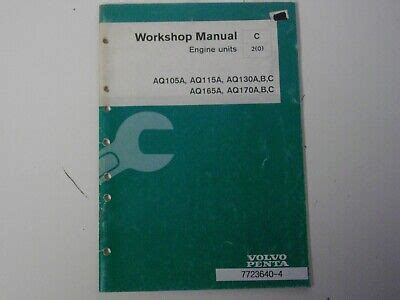 Workshop Manual
Engine units
C
2(0)
AQ105A, AQ115A, AQ130A,B,C
AQ165A, AQ170A,B,C
VOLVO
PENTA
7723640-4